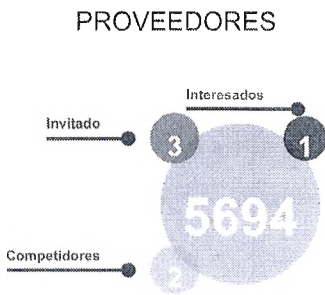 PROVEEDORES
Interesados
Invitado
3
1
5694
Competidores
2